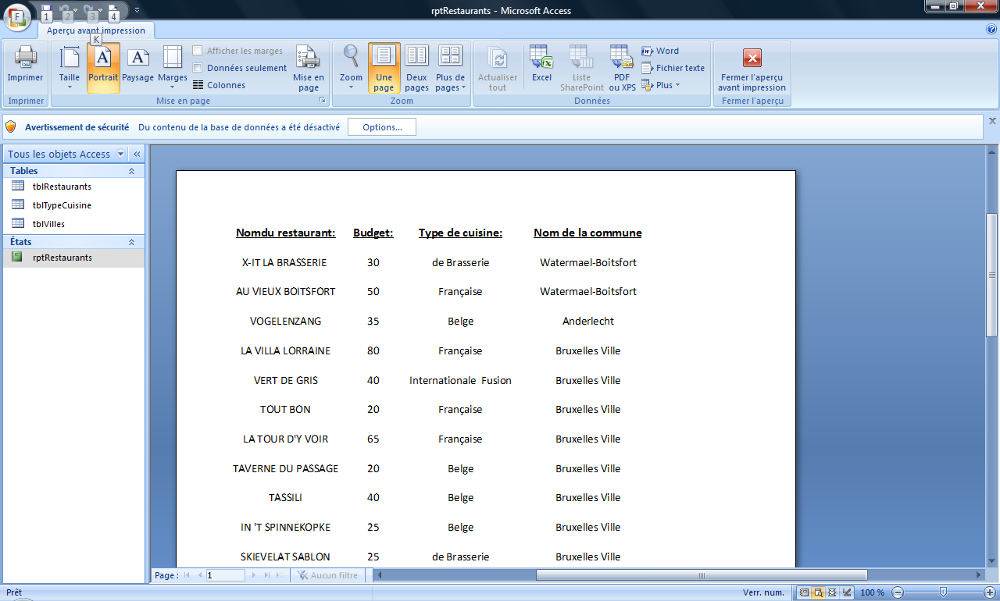 rptRestaurants - Microsoft Access
F 1 2 3 4
Aperçu avant impression
K
Imprimer
Taille
Portrait
Paysage
Marges
Afficher les marges
Données seulement
Colonnes
Mise en page
Zoom
Une page
Deux pages
Plus de pages
Actualiser tout
Excel
Liste SharePoint
PDF ou XPS
Word
Fichier texte
Plus
Fermer l'aperçu avant impression
Imprimer
Mise en page
Zoom
Données
Fermer l'aperçu
Avertissement de sécurité Du contenu de la base de données a été désactivé Options...
Tous les objets Access
Tables
tblRestaurants
tblTypeCuisine
tblVilles
États
rptRestaurants
Nomdu restaurant: Budget: Type de cuisine: Nom de la commune
X-IT LA BRASSERIE 30 de Brasserie Watermael-Boitsfort
AU VIEUX BOITSFORT 50 Française Watermael-Boitsfort
VOGELENZANG 35 Belge Anderlecht
LA VILLA LORRAINE 80 Française Bruxelles Ville
VERT DE GRIS 40 Internationale Fusion Bruxelles Ville
TOUT BON 20 Française Bruxelles Ville
LA TOUR D'Y VOIR 65 Française Bruxelles Ville
TAVERNE DU PASSAGE 20 Belge Bruxelles Ville
TASSILI 40 Belge Bruxelles Ville
IN 'T SPINNEKOPKE 25 Belge Bruxelles Ville
SKIEVELAT SABLON 25 de Brasserie Bruxelles Ville
Page : 1 Aucun filtre
Prêt Verr. num. 100 %